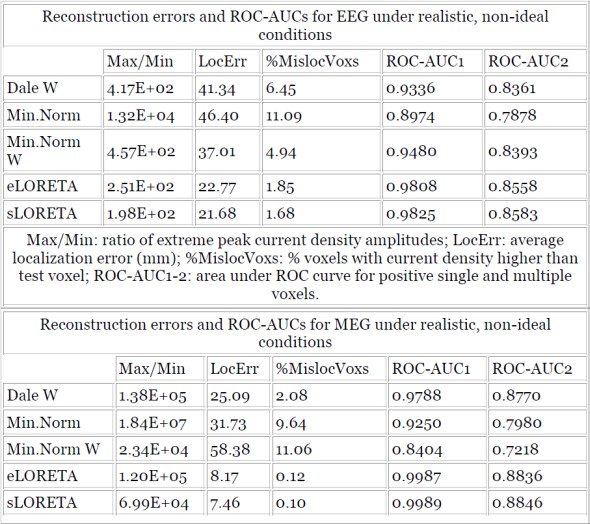 Reconstruction errors and ROC-AUCs for EEG under realistic, non-ideal
conditions
Max/Min LocErr %MislocVoxs ROC-AUC1 ROC-AUC2
Dale W 4.17E+02 41.34 6.45 0.9336 0.8361
Min.Norm 1.32E+04 46.40 11.09 0.8974 0.7878
Min.Norm
W 4.57E+02 37.01 4.94 0.9480 0.8393
eLORETA 2.51E+02 22.77 1.85 0.9808 0.8558
sLORETA 1.98E+02 21.68 1.68 0.9825 0.8583
Max/Min: ratio of extreme peak current density amplitudes; LocErr: average
localization error (mm); %MislocVoxs: % voxels with current density higher than
test voxel; ROC-AUC1-2: area under ROC curve for positive single and multiple
voxels.
Reconstruction errors and ROC-AUCs for MEG under realistic, non-ideal
conditions
Max/Min LocErr %MislocVoxs ROC-AUC1 ROC-AUC2
Dale W 1.38E+05 25.09 2.08 0.9788 0.8770
Min.Norm 1.84E+07 31.73 9.64 0.9250 0.7980
Min.Norm W 2.34E+04 58.38 11.06 0.8404 0.7218
eLORETA 1.20E+05 8.17 0.12 0.9987 0.8836
sLORETA 6.99E+04 7.46 0.10 0.9989 0.8846